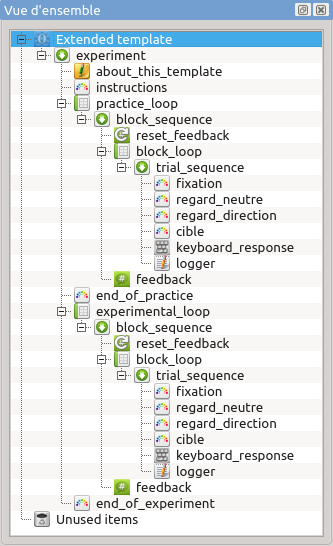 Vue d'ensemble
Extended template
experiment
about_this_template
instructions
practice_loop
block_sequence
reset_feedback
block_loop
trial_sequence
fixation
regard_neutre
regard_direction
cible
keyboard_response
logger
feedback
end_of_practice
experimental_loop
block_sequence
reset_feedback
block_loop
trial_sequence
fixation
regard_neutre
regard_direction
cible
keyboard_response
logger
feedback
end_of_experiment
Unused items